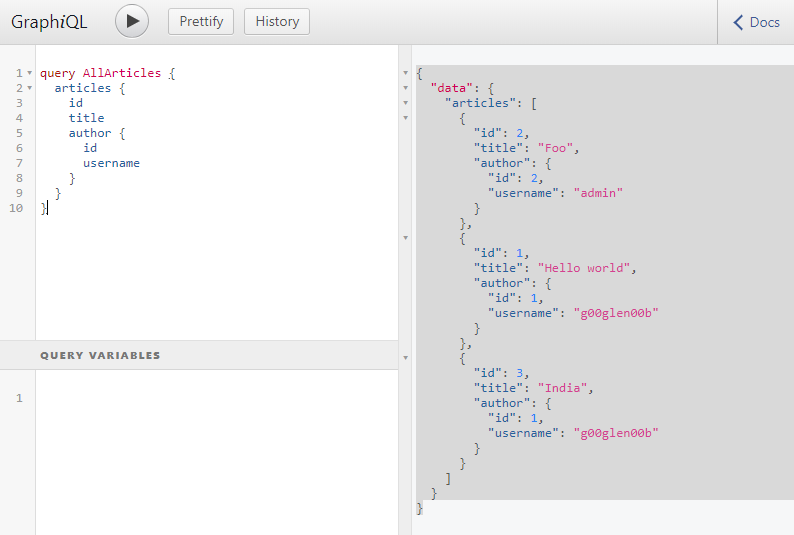 GraphiQL
Prettify
History
Docs
1 query AllArticles {
2   articles {
3     id
4     title
5     author {
6       id
7       username
8     }
9   }
10 }
QUERY VARIABLES
1
{
  "data": {
    "articles": [
      {
        "id": 2,
        "title": "Foo",
        "author": {
          "id": 2,
          "username": "admin"
        }
      },
      {
        "id": 1,
        "title": "Hello world",
        "author": {
          "id": 1,
          "username": "g00glen00b"
        }
      },
      {
        "id": 3,
        "title": "India",
        "author": {
          "id": 1,
          "username": "g00glen00b"
        }
      }
    ]
  }
}